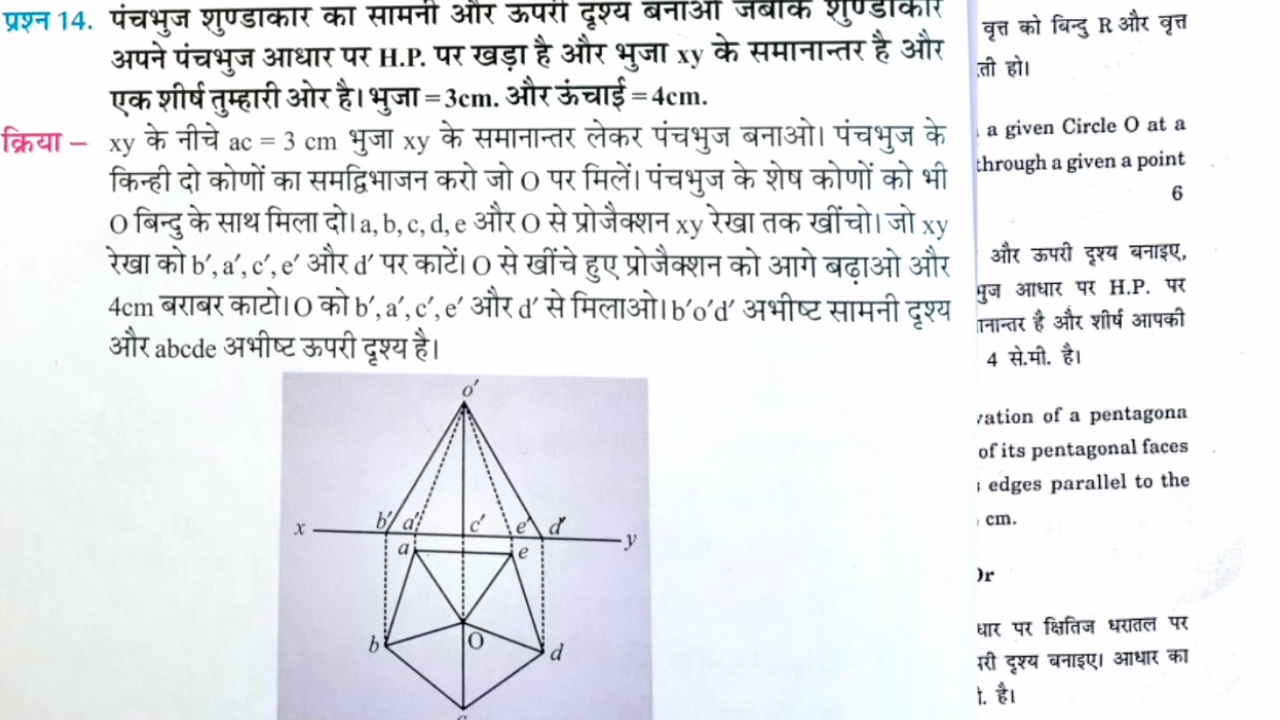 प्रश्न 14. पंचभुज शुण्डाकार का सामनी और ऊपरी दृश्य बनाओ जबकि शुण्डाकार
अपने पंचभुज आधार पर H.P. पर खड़ा है और भुजा xy के समानान्तर है और
एक शीर्ष तुम्हारी ओर है। भुजा = 3cm. और ऊंचाई = 4cm.
क्रिया – xy के नीचे ac = 3 cm भुजा xy के समानान्तर लेकर पंचभुज बनाओ। पंचभुज के
किन्ही दो कोणों का समद्विभाजन करो जो O पर मिलें। पंचभुज के शेष कोणों को भी
O बिन्दु के साथ मिला दो। a, b, c, d, e और O से प्रोजैक्शन xy रेखा तक खींचो। जो xy
रेखा को b′, a′, c′, e′ और d′ पर काटें। O से खींचे हुए प्रोजैक्शन को आगे बढ़ाओ और
4cm बराबर काटो। O को b′, a′, c′, e′ और d′ से मिलाओ। b′o′d′ अभीष्ट सामनी दृश्य
और abcde अभीष्ट ऊपरी दृश्य है।
o′
x b′ a′ c′ e′ d′ y
a e
b O d
c
वृत्त को बिन्दु R और वृत्त
ती हो।
a given Circle O at a
through a given a point
6
और ऊपरी दृश्य बनाइए,
भुज आधार पर H.P. पर
मानान्तर है और शीर्ष आपकी
4 से.मी. है।
vation of a pentagona
of its pentagonal faces
edges parallel to the
cm.
Or
धार पर क्षितिज धरातल पर
परी दृश्य बनाइए। आधार का
है।